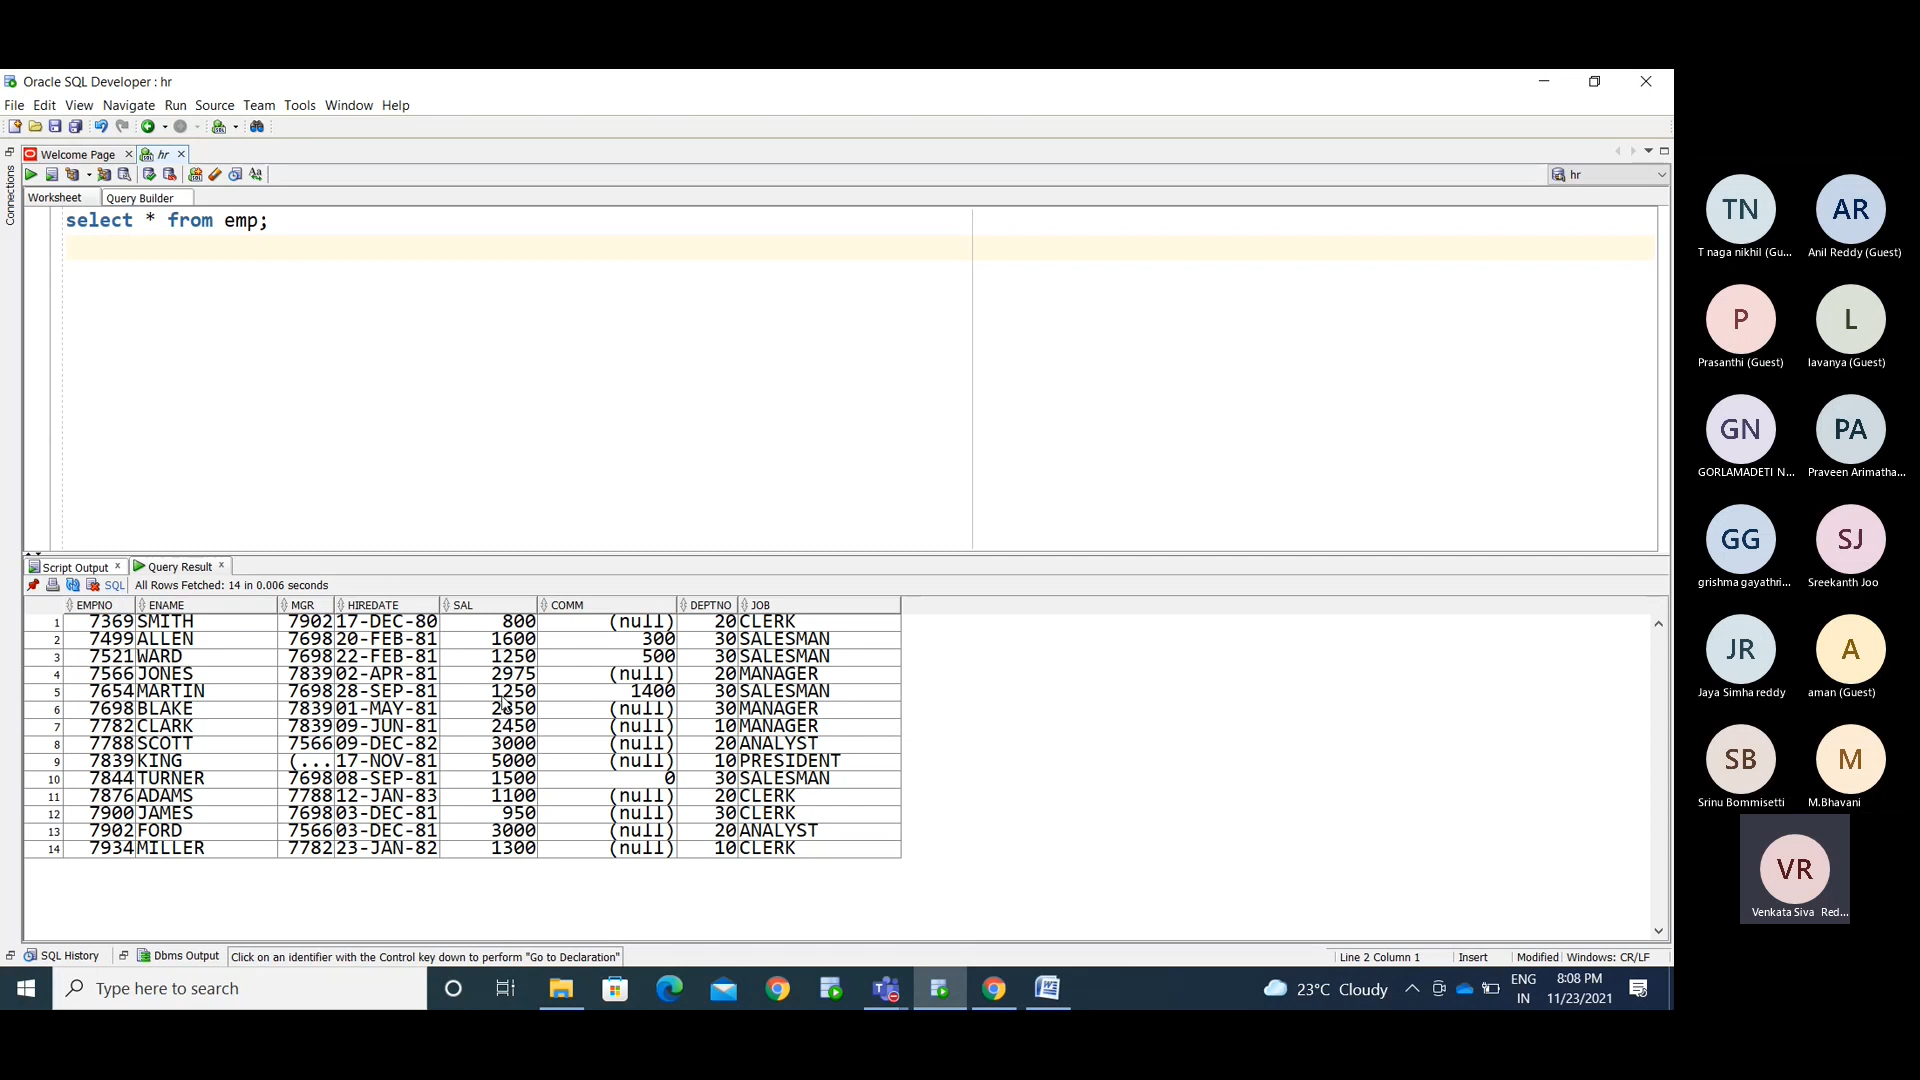 Oracle SQL Developer : hr
File Edit View Navigate Run Source Team Tools Window Help
Welcome Page hr
hr
Connections
Worksheet Query Builder
select * from emp;
Script Output Query Result
SQL All Rows Fetched: 14 in 0.006 seconds
EMPNO ENAME MGR HIREDATE SAL COMM DEPTNO JOB
1 7369 SMITH 7902 17-DEC-80 800 (null) 20 CLERK
2 7499 ALLEN 7698 20-FEB-81 1600 300 30 SALESMAN
3 7521 WARD 7698 22-FEB-81 1250 500 30 SALESMAN
4 7566 JONES 7839 02-APR-81 2975 (null) 20 MANAGER
5 7654 MARTIN 7698 28-SEP-81 1250 1400 30 SALESMAN
6 7698 BLAKE 7839 01-MAY-81 2850 (null) 30 MANAGER
7 7782 CLARK 7839 09-JUN-81 2450 (null) 10 MANAGER
8 7788 SCOTT 7566 09-DEC-82 3000 (null) 20 ANALYST
9 7839 KING (... 17-NOV-81 5000 (null) 10 PRESIDENT
10 7844 TURNER 7698 08-SEP-81 1500 0 30 SALESMAN
11 7876 ADAMS 7788 12-JAN-83 1100 (null) 20 CLERK
12 7900 JAMES 7698 03-DEC-81 950 (null) 30 CLERK
13 7902 FORD 7566 03-DEC-81 3000 (null) 20 ANALYST
14 7934 MILLER 7782 23-JAN-82 1300 (null) 10 CLERK
SQL History Dbms Output Click on an identifier with the Control key down to perform "Go to Declaration" Line 2 Column 1 Insert Modified Windows: CR/LF
Type here to search
23°C Cloudy
ENG
IN
8:08 PM
11/23/2021
TN AR
T naga nikhil (Gu... Anil Reddy (Guest)
P L
Prasanthi (Guest) lavanya (Guest)
GN PA
GORLAMADETI N... Praveen Arimatha...
GG SJ
grishma gayathri... Sreekanth Joo
JR A
Jaya Simha reddy aman (Guest)
SB M
Srinu Bommisetti M.Bhavani
VR
Venkata Siva Red...